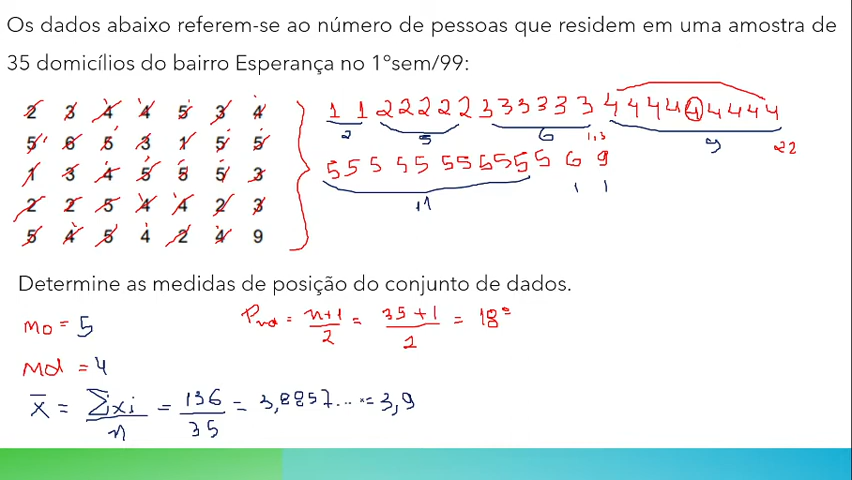 Os dados abaixo referem-se ao número de pessoas que residem em uma amostra de
35 domicílios do bairro Esperança no 1ºsem/99:
2 3 4 4 5 3 4
5 6 5 3 1 5 5
1 3 4 5 5 5 3
2 2 5 4 4 2 3
5 4 5 4 2 4 9
1 1 2 2 2 2 2 3 3 3 3 3 3 4 4 4 4 4 4 4 4 4
2 5 6 13 9 22
5 5 5 5 5 5 5 5 5 5 5 6 9
11 1 1
Determine as medidas de posição do conjunto de dados.
mo = 5
Pmd = n+1/2 = 35+1/2 = 18º
Md = 4
x̅ = Σxi/n = 136/35 = 3,8857... = 3,9